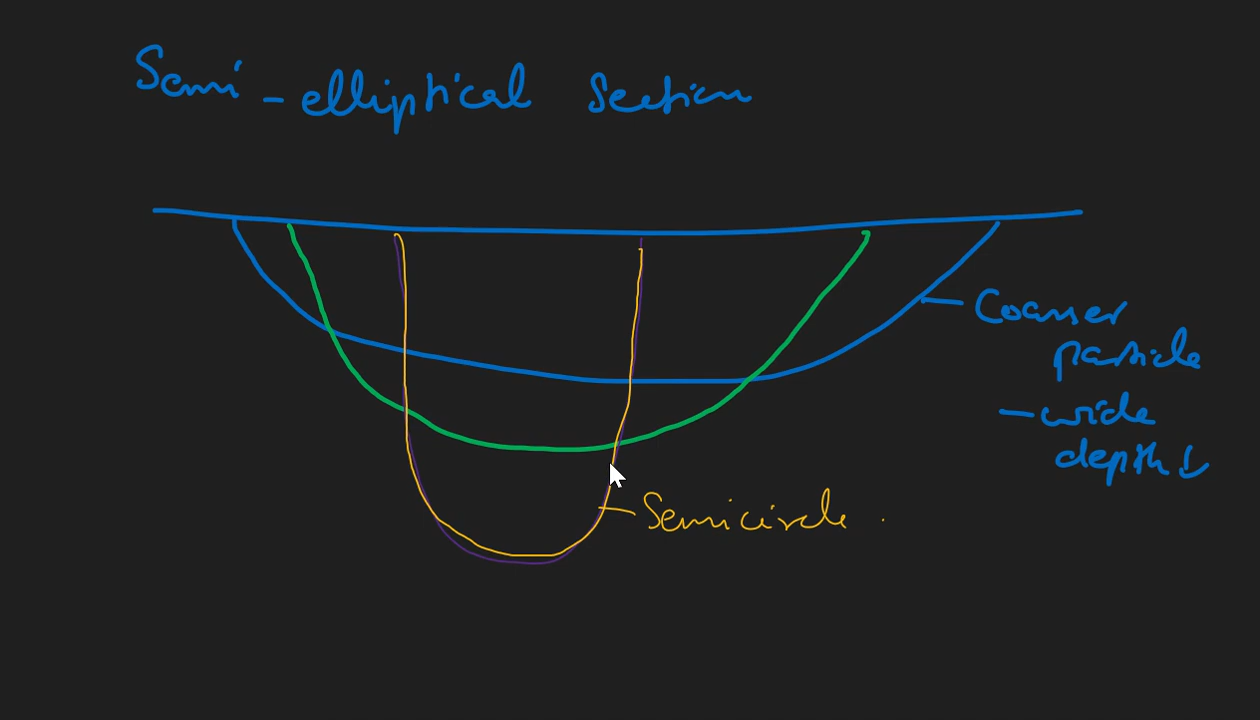 Semi - elliptical Section
Coarser
particle
- wide
depth ↓
Semicircle.